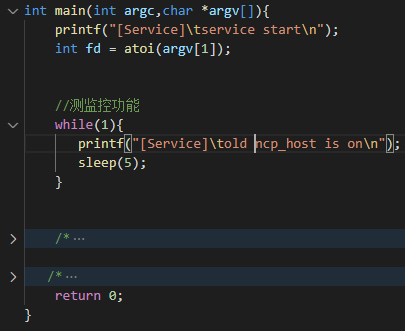 int main(int argc,char *argv[]){
printf("[Service]\tservice start\n");
int fd = atoi(argv[1]);
//测监控功能
while(1){
printf("[Service]\told ncp_host is on\n");
sleep(5);
}
/*…
/*…
return 0;
}